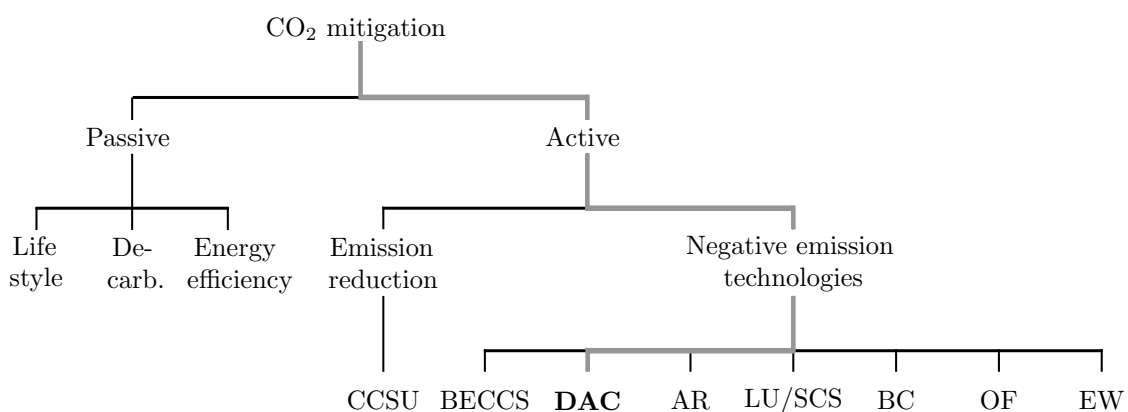 CO₂ mitigation
Passive
Active
Life
style
De-
carb.
Energy
efficiency
Emission
reduction
Negative emission
technologies
CCSU
BECCS
DAC
AR
LU/SCS
BC
OF
EW